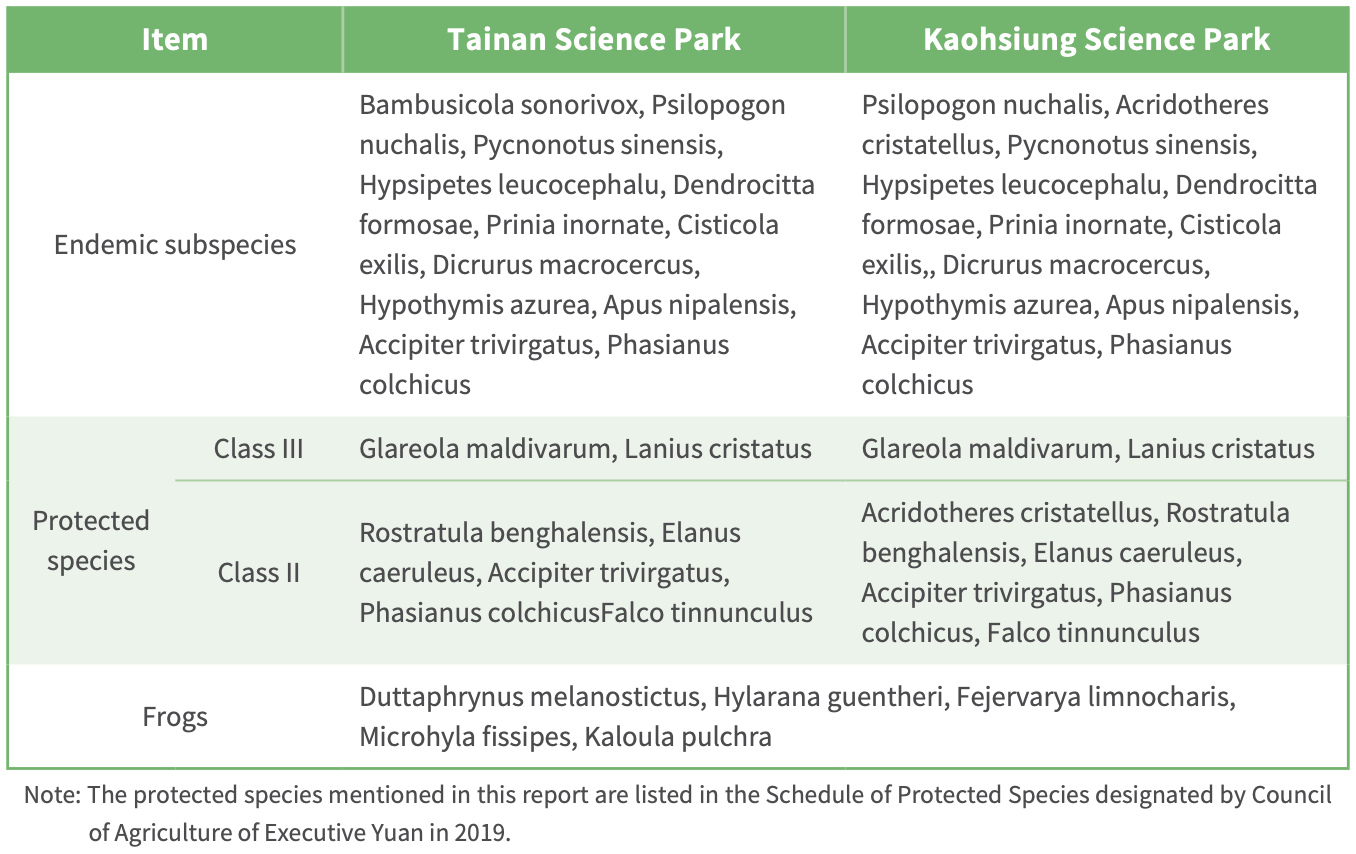 Item Tainan Science Park Kaohsiung Science Park
Endemic subspecies
Bambusicola sonorivox, Psilopogon
nuchalis, Pycnonotus sinensis,
Hypsipetes leucocephalu, Dendrocitta
formosae, Prinia inornate, Cisticola
exilis, Dicrurus macrocercus,
Hypothymis azurea, Apus nipalensis,
Accipiter trivirgatus, Phasianus
colchicus
Psilopogon nuchalis, Acridotheres
cristatellus, Pycnonotus sinensis,
Hypsipetes leucocephalu, Dendrocitta
formosae, Prinia inornate, Cisticola
exilis,, Dicrurus macrocercus,
Hypothymis azurea, Apus nipalensis,
Accipiter trivirgatus, Phasianus
colchicus
Protected
species
Class III
Glareola maldivarum, Lanius cristatus
Glareola maldivarum, Lanius cristatus
Class II
Rostratula benghalensis, Elanus
caeruleus, Accipiter trivirgatus,
Phasianus colchicusFalco tinnunculus
Acridotheres cristatellus, Rostratula
benghalensis, Elanus caeruleus,
Accipiter trivirgatus, Phasianus
colchicus, Falco tinnunculus
Frogs
Duttaphrynus melanostictus, Hylarana guentheri, Fejervarya limnocharis,
Microhyla fissipes, Kaloula pulchra
Note: The protected species mentioned in this report are listed in the Schedule of Protected Species designated by Council
of Agriculture of Executive Yuan in 2019.